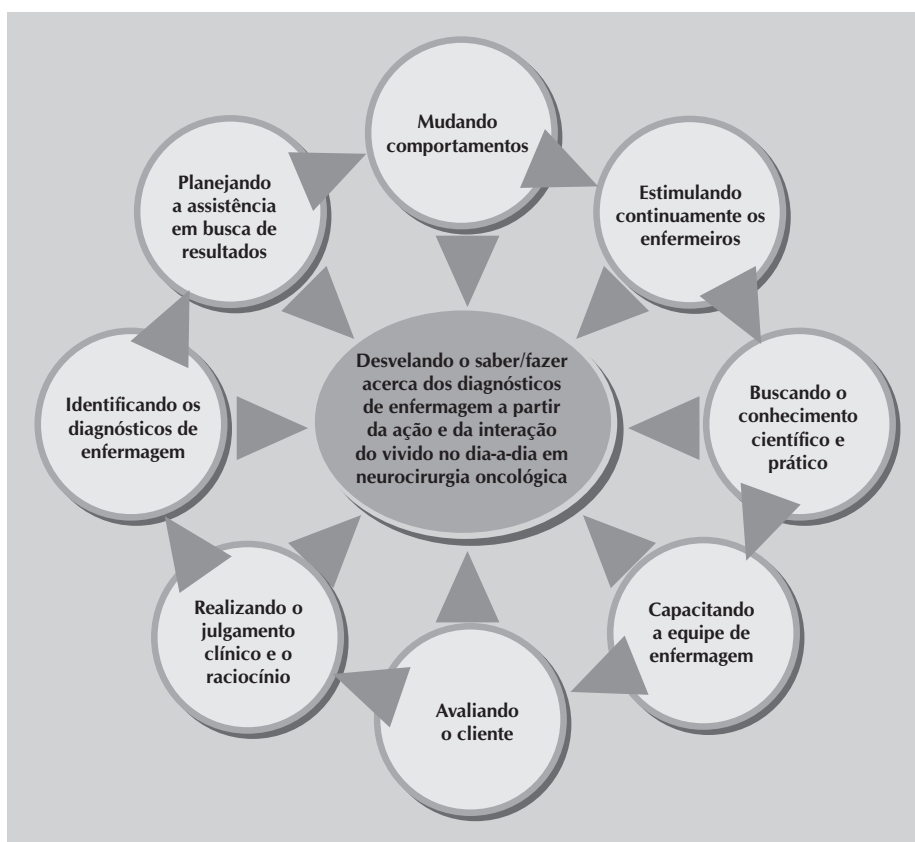 Mudando
comportamentos
Estimulando
continuamente os
enfermeiros
Buscando o
conhecimento
científico e
prático
Capacitando
a equipe de
enfermagem
Avaliando
o cliente
Realizando o
julgamento
clínico e o
raciocínio
Identificando os
diagnósticos de
enfermagem
Planejando
a assistência
em busca de
resultados
Desvelando o saber/fazer
acerca dos diagnósticos
de enfermagem a partir
da ação e da interação
do vivido no dia-a-dia em
neurocirurgia oncológica